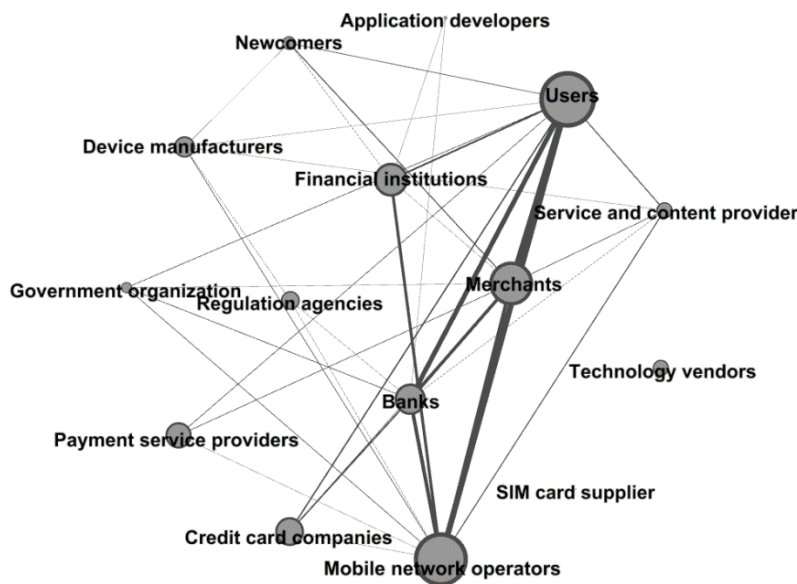 Application developers
Newcomers
Users
Device manufacturers
Financial institutions
Service and content provider
Merchants
Government organization
Regulation agencies
Technology vendors
Banks
Payment service providers
SIM card supplier
Credit card companies
Mobile network operators